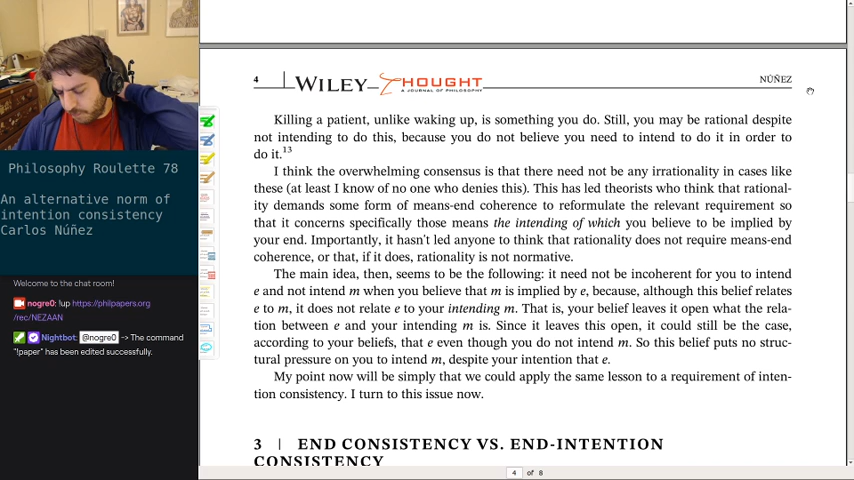 4
WILEY
THOUGHT
A JOURNAL OF PHILOSOPHY
NÚÑEZ
Killing a patient, unlike waking up, is something you do. Still, you may be rational despite
not intending to do this, because you do not believe you need to intend to do it in order to
do it.13
I think the overwhelming consensus is that there need not be any irrationality in cases like
these (at least I know of no one who denies this). This has led theorists who think that rational-
ity demands some form of means-end coherence to reformulate the relevant requirement so
that it concerns specifically those means the intending of which you believe to be implied by
your end. Importantly, it hasn't led anyone to think that rationality does not require means-end
coherence, or that, if it does, rationality is not normative.
The main idea, then, seems to be the following: it need not be incoherent for you to intend
e and not intend m when you believe that m is implied by e, because, although this belief relates
e to m, it does not relate e to your intending m. That is, your belief leaves it open what the rela-
tion between e and your intending m is. Since it leaves this open, it could still be the case,
according to your beliefs, that e even though you do not intend m. So this belief puts no struc-
tural pressure on you to intend m, despite your intention that e.
My point now will be simply that we could apply the same lesson to a requirement of inten-
tion consistency. I turn to this issue now.
3 | END CONSISTENCY VS. END-INTENTION
CONSISTENCY
4 of 8
Philosophy Roulette 78
An alternative norm of
intention consistency
Carlos Núñez
Welcome to the chat room!
nogre0: !up https://philpapers.org
/rec/NEZAAN
Nightbot: @nogre0 -> The command
"!paper" has been edited successfully.